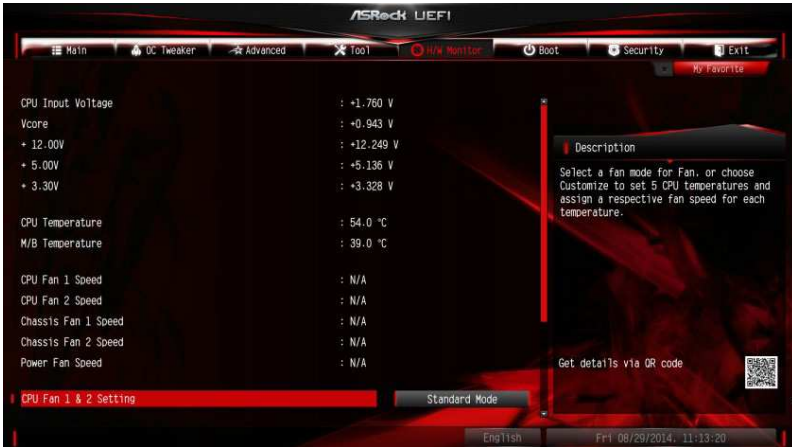 ASRock UEFI
Main OC Tweaker Advanced Tool H/W Monitor Boot Security Exit
My Favorite
CPU Input Voltage : +1.760 V
Vcore : +0.943 V
+ 12.00V : +12.249 V
+ 5.00V : +5.136 V
+ 3.30V : +3.328 V
CPU Temperature : 54.0 °C
M/B Temperature : 39.0 °C
CPU Fan 1 Speed : N/A
CPU Fan 2 Speed : N/A
Chassis Fan 1 Speed : N/A
Chassis Fan 2 Speed : N/A
Power Fan Speed : N/A
CPU Fan 1 & 2 Setting Standard Mode
Description
Select a fan mode for Fan. or choose
Customize to set 5 CPU temperatures and
assign a respective fan speed for each
temperature.
Get details via QR code
English Fri 08/29/2014. 11:13:20